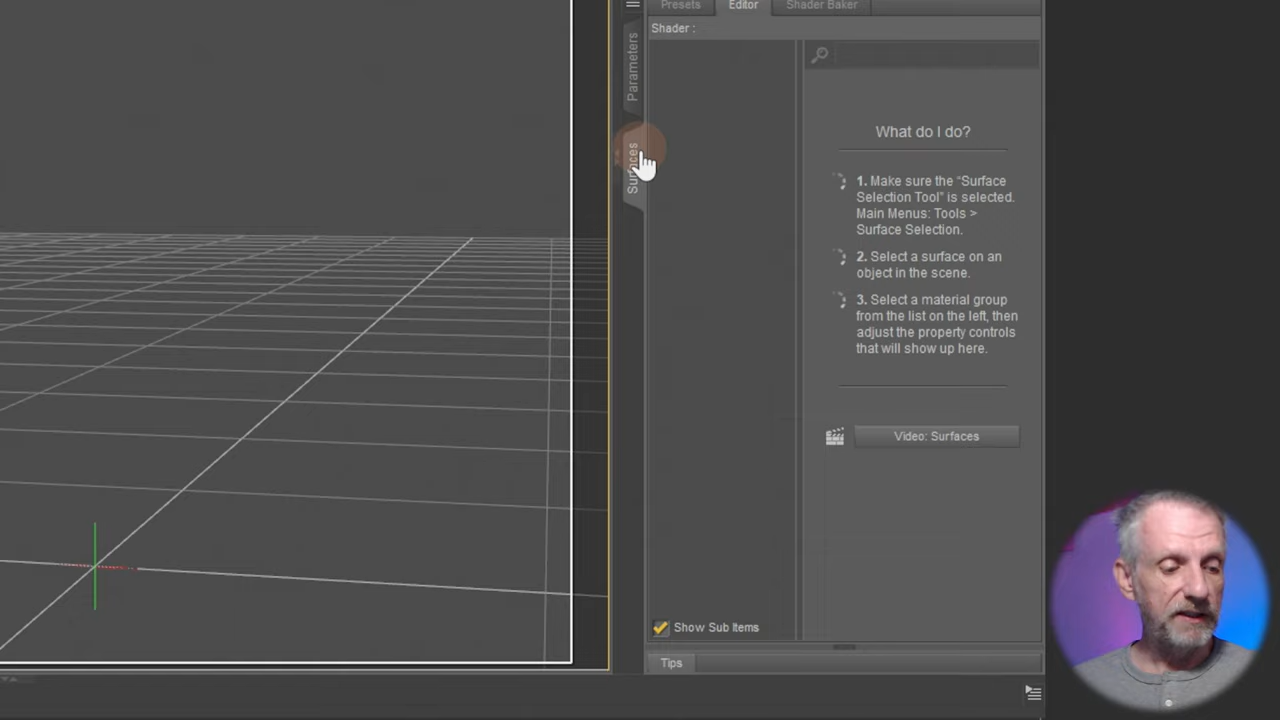 Presets
Editor
Shader Baker
Shader :
Parameters
Surfaces
What do I do?
1. Make sure the “Surface
Selection Tool” is selected.
Main Menus: Tools >
Surface Selection.
2. Select a surface on an
object in the scene.
3. Select a material group
from the list on the left, then
adjust the property controls
that will show up here.
Video: Surfaces
Show Sub Items
Tips